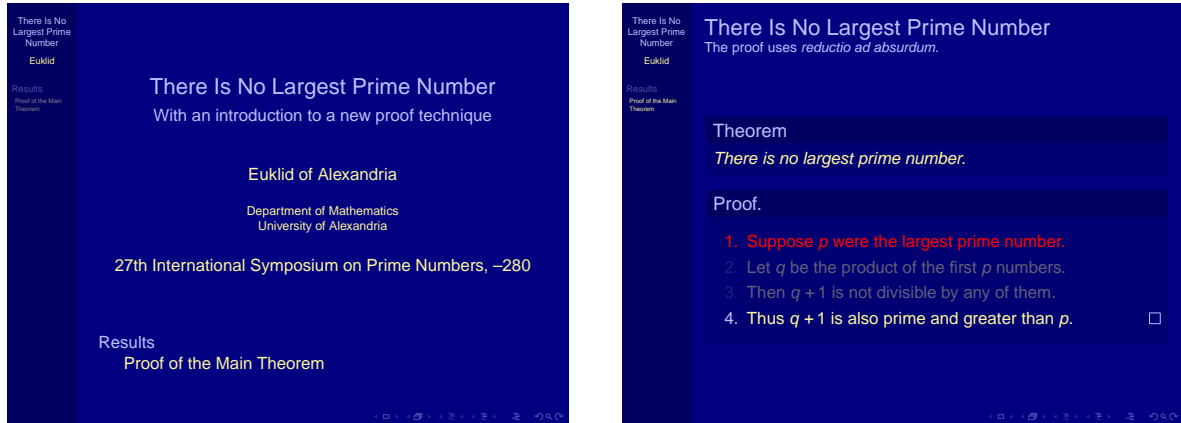 There Is No
Largest Prime
Number
Euklid
Results
Proof of the Main
Theorem
There Is No Largest Prime Number
With an introduction to a new proof technique
Euklid of Alexandria
Department of Mathematics
University of Alexandria
27th International Symposium on Prime Numbers, –280
Results
Proof of the Main Theorem
There Is No
Largest Prime
Number
Euklid
Results
Proof of the Main
Theorem
There Is No Largest Prime Number
The proof uses reductio ad absurdum.
Theorem
There is no largest prime number.
Proof.
1. Suppose p were the largest prime number.
2. Let q be the product of the first p numbers.
3. Then q + 1 is not divisible by any of them.
4. Thus q + 1 is also prime and greater than p.